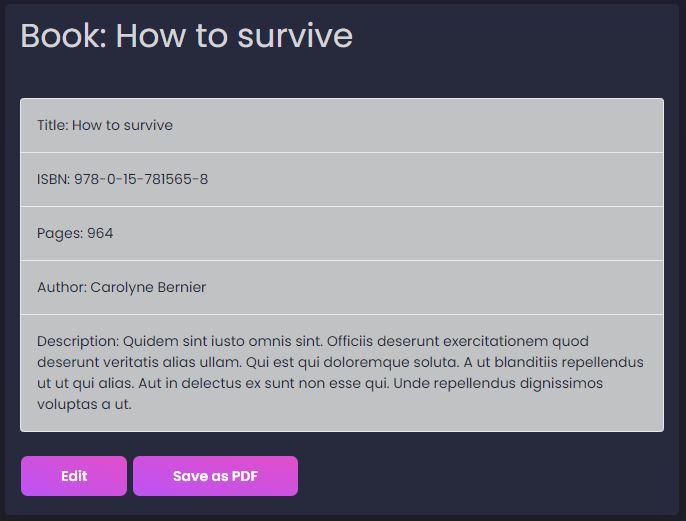 Book: How to survive
Title: How to survive
ISBN: 978-0-15-781565-8
Pages: 964
Author: Carolyne Bernier
Description: Quidem sint iusto omnis sint. Officiis deserunt exercitationem quod
deserunt veritatis alias ullam. Qui est qui doloremque soluta. A ut blanditiis repellendus
ut ut qui alias. Aut in delectus ex sunt non esse qui. Unde repellendus dignissimos
voluptas a ut.
Edit
Save as PDF